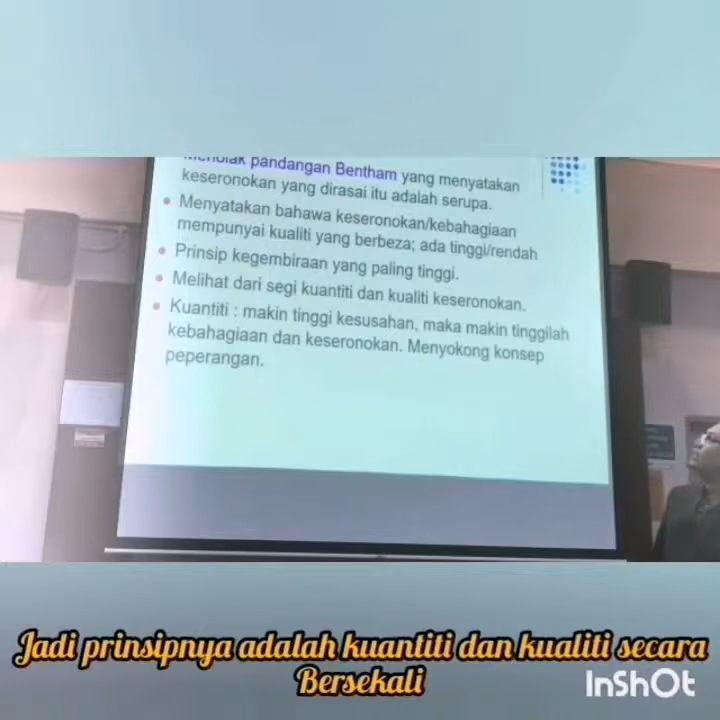 Menolak pandangan Bentham yang menyatakan
keseronokan yang dirasai itu adalah serupa.
Menyatakan bahawa keseronokan/kebahagiaan
mempunyai kualiti yang berbeza; ada tinggi/rendah
Prinsip kegembiraan yang paling tinggi.
Melihat dari segi kuantiti dan kualiti keseronokan.
Kuantiti : makin tinggi kesusahan, maka makin tinggilah
kebahagiaan dan keseronokan. Menyokong konsep
peperangan.
Jadi prinsipnya adalah kuantiti dan kualiti secara
Bersekali
InShOt